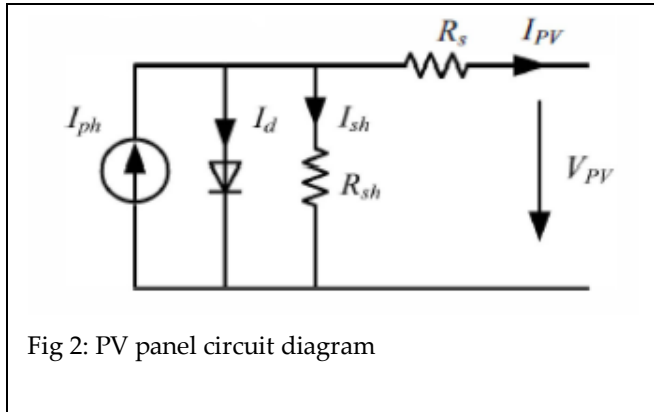 R_s I_PV
I_ph I_d I_sh
R_sh V_PV
Fig 2: PV panel circuit diagram